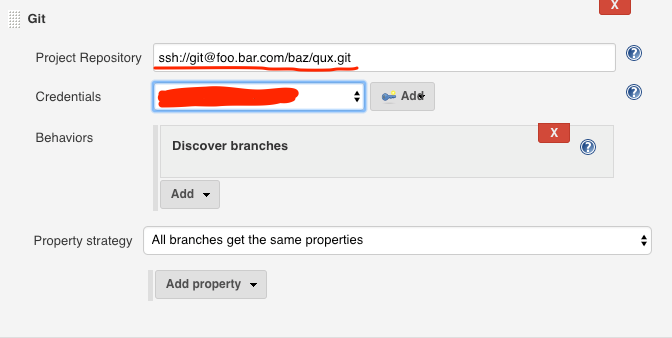 X
Git
Project Repository ssh://git@foo.bar.com/baz/qux.git
Credentials Add
Behaviors
X
Discover branches
Add
Property strategy All branches get the same properties
Add property